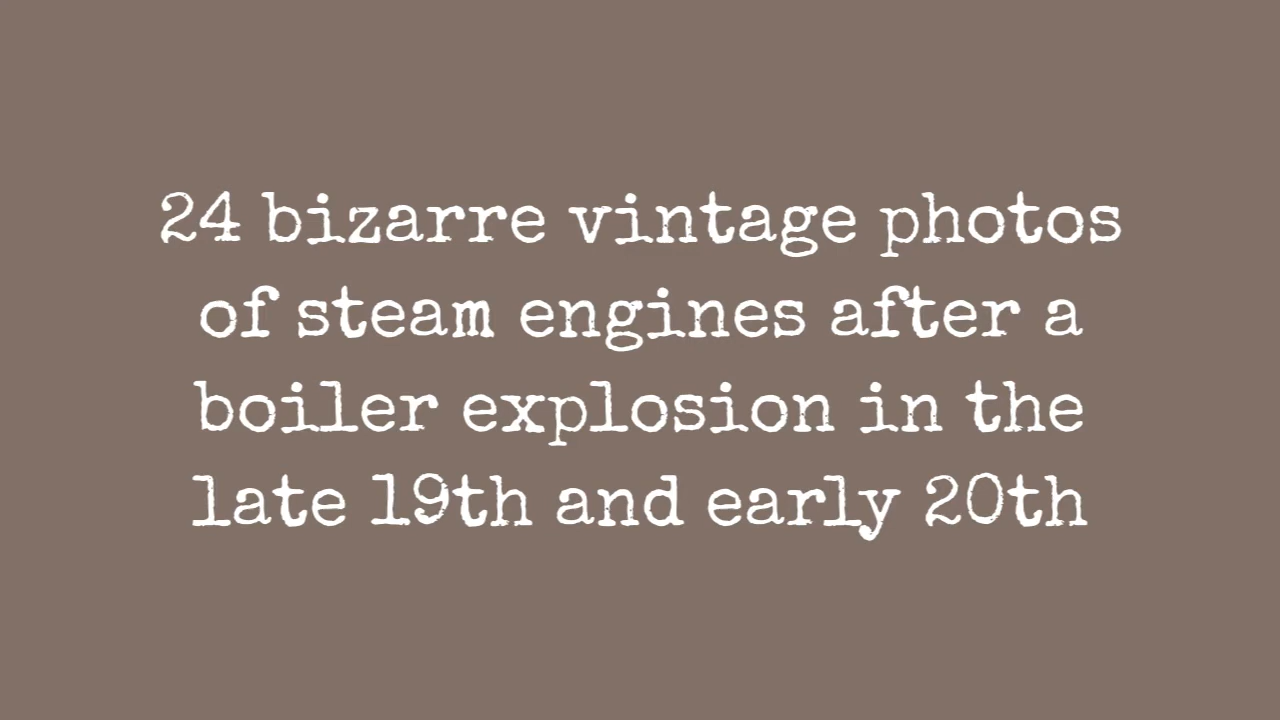 24 bizarre vintage photos
of steam engines after a
boiler explosion in the
late 19th and early 20th